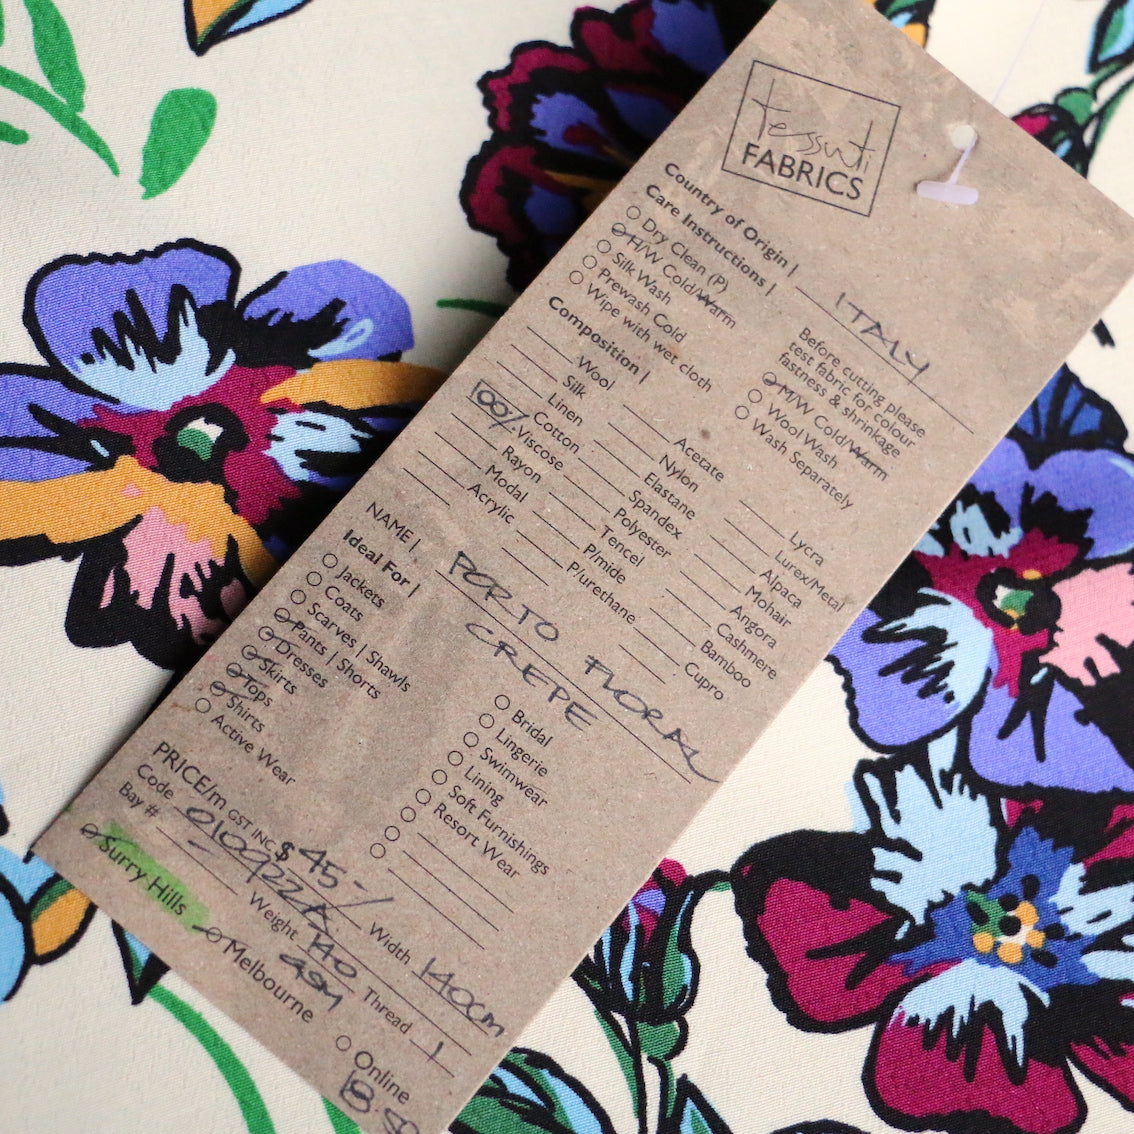 tessuti
FABRICS
Country of Origin | ITALY
Care Instructions |
Dry Clean (P)
H/W Cold/Warm
Silk Wash
Prewash Cold
Wipe with wet cloth
Before cutting please
test fabric for colour
fastness & shrinkage
M/W Cold/Warm
Wool Wash
Wash Separately
Composition |
Wool
Silk
Linen
Cotton
100% Viscose
Rayon
Modal
Acrylic
Acetate
Nylon
Elastane
Spandex
Polyester
Tencel
P/mide
P/urethane
Lycra
Lurex/Metal
Alpaca
Mohair
Angora
Cashmere
Bamboo
Cupro
NAME | PORTO FLORAL
CREPE
Ideal For |
Jackets
Coats
Scarves | Shawls
Pants | Shorts
Dresses
Skirts
Tops
Shirts
Active Wear
Bridal
Lingerie
Swimwear
Lining
Soft Furnishings
Resort Wear
PRICE/m GST INC $45-/
Code 010922A Width 140cm
Bay # Weight 140 Thread 1
Surry Hills Melbourne Online